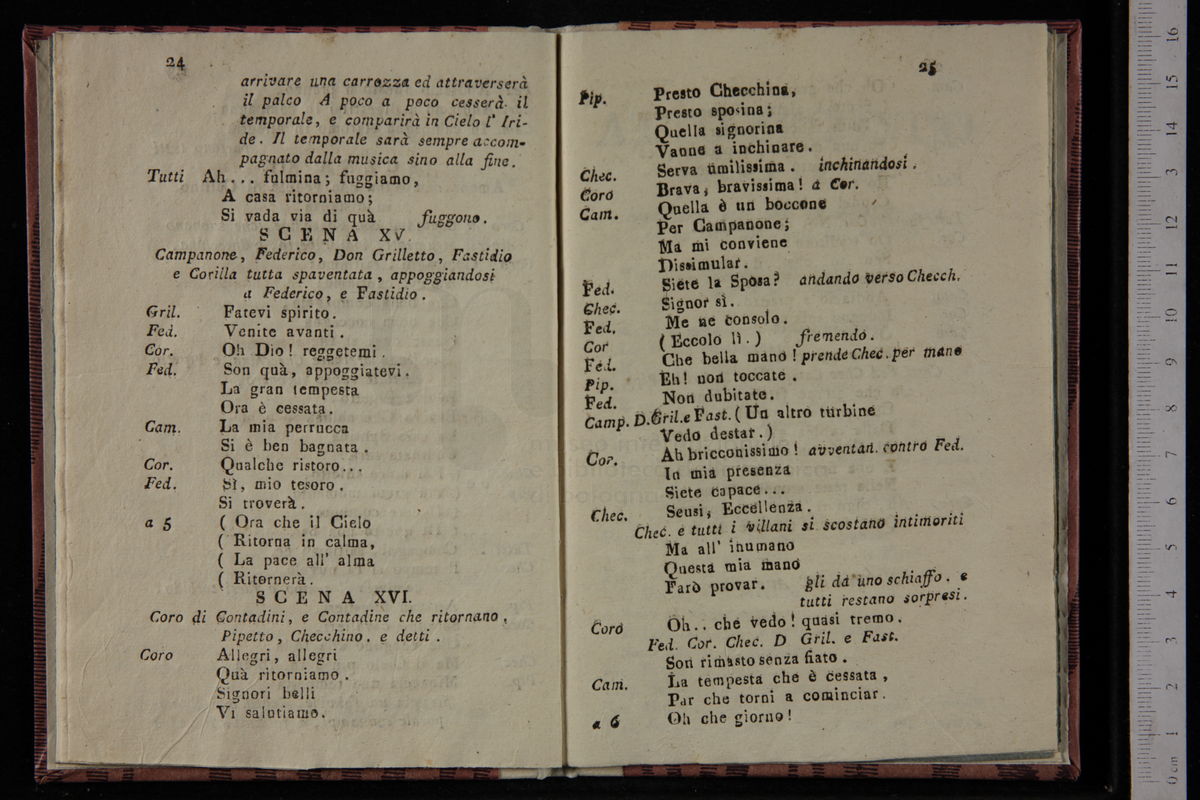 24
arrivare una carrozza ed attraverserà
il palco A poco a poco cesserà il
temporale, e comparirà in Cielo l' Iri-
de. Il temporale sarà sempre accom-
pagnato dalla musica sino alla fine.
Tutti Ah... fulmina; fuggiamo,
A casa ritorniamo;
Si vada via di quà fuggono.
SCENA XV.
Campanone, Federico, Don Grilletto, Fastidio
e Corilla tutta spaventata, appoggiandosi
a Federico, e Fastidio.
Gril. Fatevi spirito.
Fed. Venite avanti.
Cor. Oh Dio! reggetemi.
Fed. Son quà, appoggiatevi.
La gran tempesta
Ora è cessata.
Cam. La mia perrucca
Si è ben bagnata.
Cor. Qualche ristoro...
Fed. Sì, mio tesoro.
Si troverà.
a 5 ( Ora che il Cielo
( Ritorna in calma,
( La pace all' alma
( Ritornerà.
SCENA XVI.
Coro di Contadini, e Contadine che ritornano,
Pipetto, Checchino. e detti.
Coro Allegri, allegri
Quà ritorniamo.
Signori belli
Vi salutiamo.
25
Pip. Presto Checchina,
Presto sposina;
Quella signorina
Vanne a inchinare.
Chec. Serva umilissima. inchinandosi.
Coro Brava, bravissima! a Cor.
Cam. Quella è un boccone
Per Campanone;
Ma mi conviene
Dissimular.
Fed. Siete la Sposa? andando verso Checch.
Chec. Signor sì.
Fed. Me ne consolo.
Cor (Eccolo lì.) fremendo.
Fed. Che bella mano! prende Chec. per mano
Pip. Eh! non toccate.
Fed. Non dubitate.
Camp. D. Gril. e Fast. (Un altro turbine
Vedo destar.)
Cor. Ah bricconissimo! avventan. contro Fed.
In mia presenza
Siete capace...
Chec. Scusi, Eccellenza.
Chec. e tutti i villani si scostano intimoriti
Ma all' inumano
Questa mia mano
Farò provar. gli dà uno schiaffo. e
tutti restano sorpresi.
Coro Oh.. che vedo! quasi tremo.
Fed. Cor. Chec. D Gril. e Fast.
Son rimasto senza fiato.
Cam. La tempesta che è cessata,
Par che torni a cominciar.
a 6 Oh che giorno!